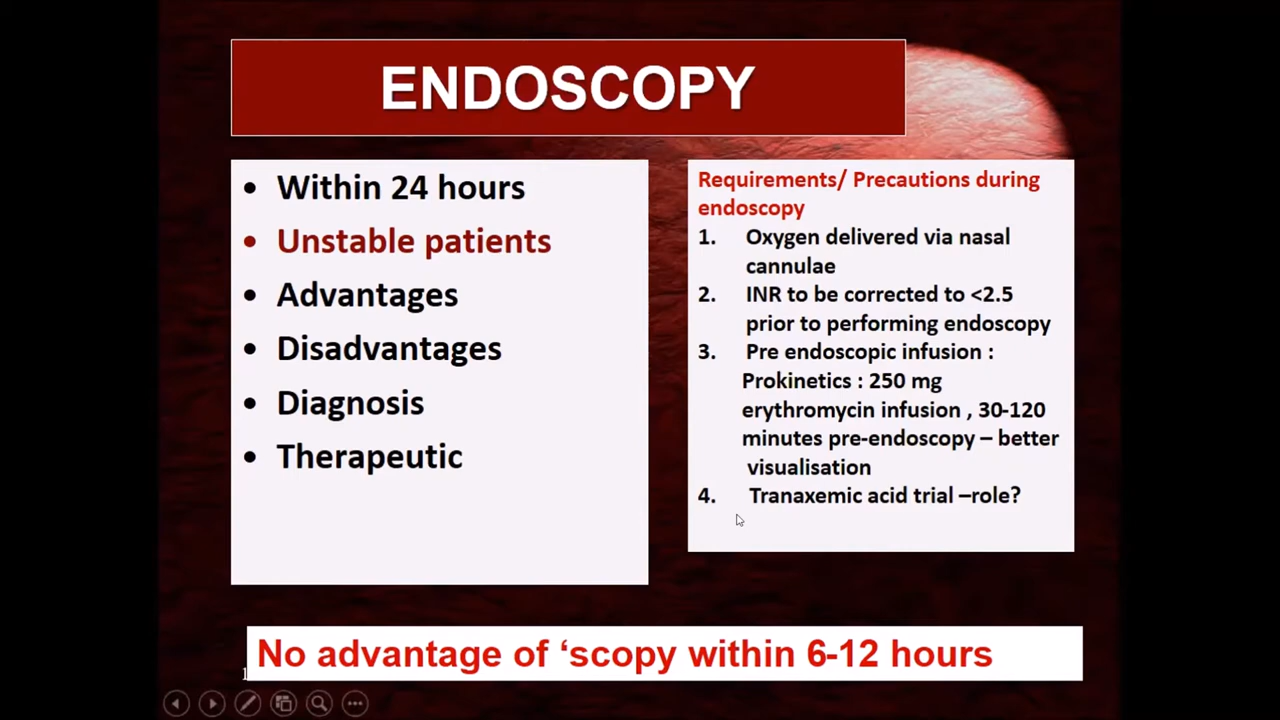 ENDOSCOPY
• Within 24 hours
• Unstable patients
• Advantages
• Disadvantages
• Diagnosis
• Therapeutic
Requirements/ Precautions during
endoscopy
1. Oxygen delivered via nasal
cannulae
2. INR to be corrected to <2.5
prior to performing endoscopy
3. Pre endoscopic infusion :
Prokinetics : 250 mg
erythromycin infusion , 30-120
minutes pre-endoscopy – better
visualisation
4. Tranaxemic acid trial –role?
No advantage of ‘scopy within 6-12 hours